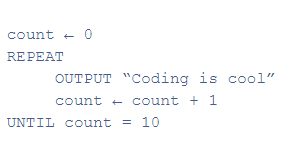 count ← 0
REPEAT
OUTPUT “Coding is cool”
count ← count + 1
UNTIL count = 10